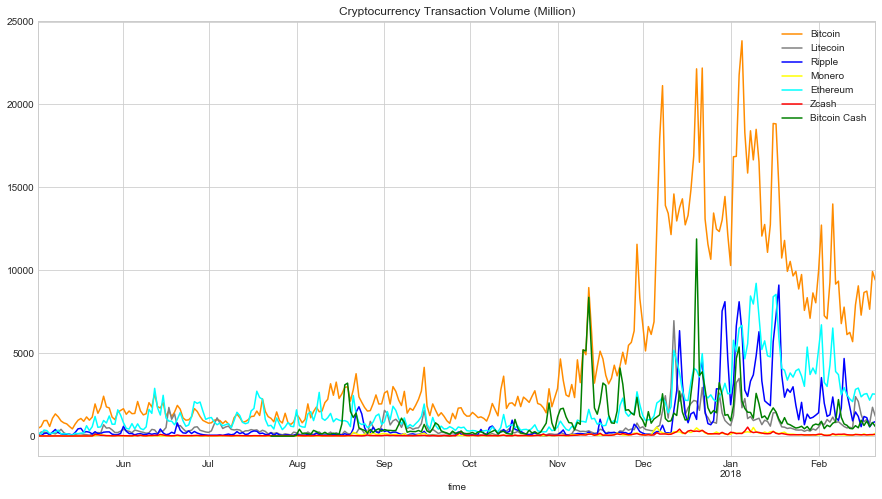 Cryptocurrency Transaction Volume (Million)
25000
20000
15000
10000
5000
0
Bitcoin
Litecoin
Ripple
Monero
Ethereum
Zcash
Bitcoin Cash
Jun Jul Aug Sep Oct Nov Dec Jan Feb
2018
time